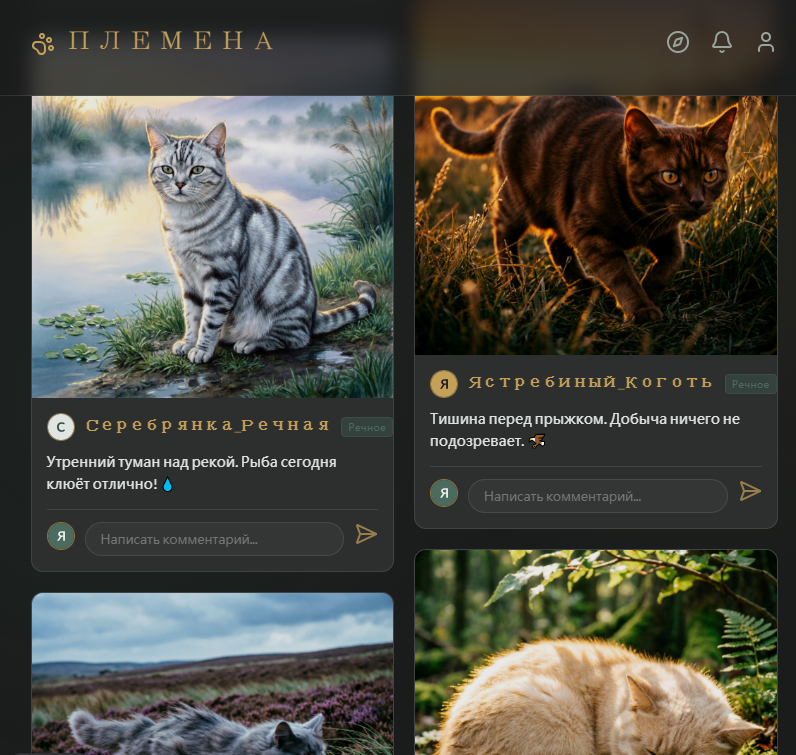 ПЛЕМЕНА
С Серебрянка_Речная Речное
Утренний туман над рекой. Рыба сегодня
клюёт отлично! 💧
Я Написать комментарий...
Я Ястребиный_Коготь Речное
Тишина перед прыжком. Добыча ничего не
подозревает.
Я Написать комментарий...